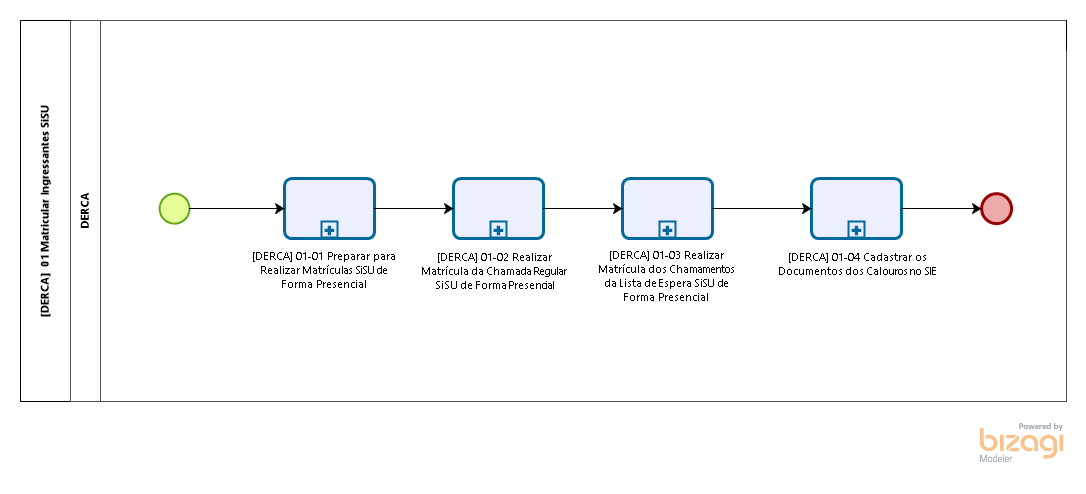 [DERCA] 01 Matricular Ingressantes SiSU
DERCA
[DERCA] 01-01 Preparar para
Realizar Matrículas SiSU de
Forma Presencial
[DERCA] 01-02 Realizar
Matrícula da Chamada Regular
SiSU de Forma Presencial
[DERCA] 01-03 Realizar
Matrícula dos Chamamentos
da Lista de Espera SiSU de
Forma Presencial
[DERCA] 01-04 Cadastrar os
Documentos dos Calouros no SIE
Powered by
bizagi
Modeler